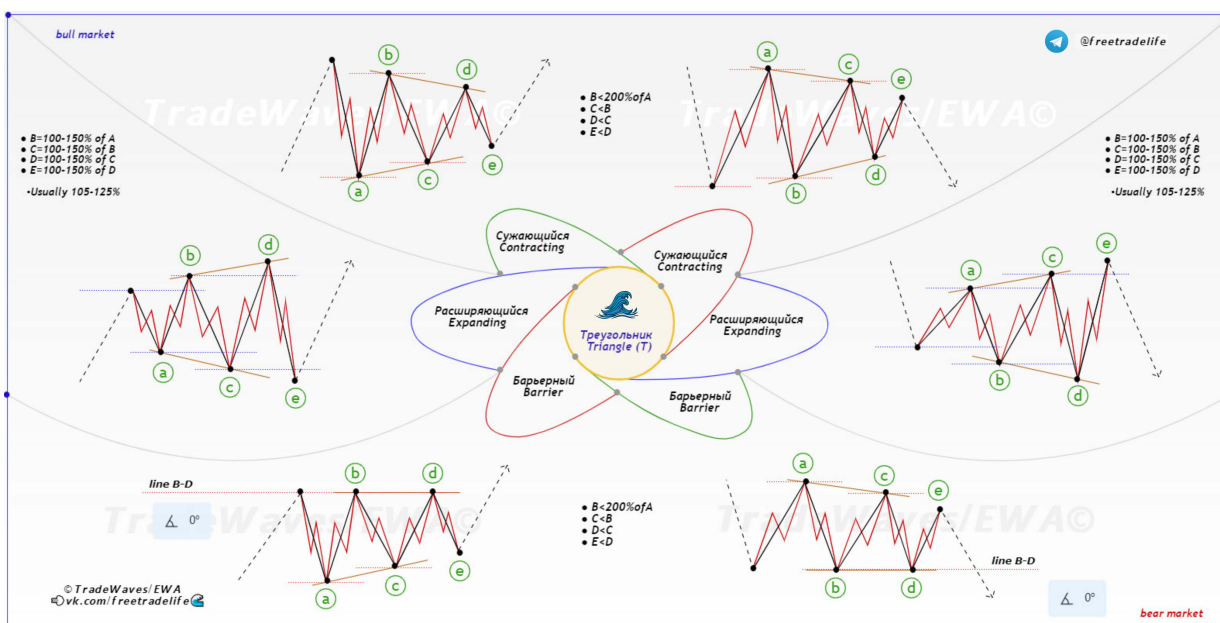 bull market
@freetradelife
TradeWaves/EWA©
TradeWaves/EWA©
b
d
a
c
e
● B<200%ofA
● C<B
● D<C
● E<D
a
c
e
b
d
● B=100-150% of A
● C=100-150% of B
● D=100-150% of C
● E=100-150% of D
•Usually 105-125%
● B=100-150% of A
● C=100-150% of B
● D=100-150% of C
● E=100-150% of D
•Usually 105-125%
b
d
a
c
e
Сужающийся
Contracting
Сужающийся
Contracting
Расширяющийся
Expanding
Треугольник
Triangle (T)
Расширяющийся
Expanding
Барьерный
Barrier
Барьерный
Barrier
a
c
e
b
d
line B-D
b
d
a
c
e
∡ 0°
TradeWaves/EWA©
● B<200%ofA
● C<B
● D<C
● E<D
a
c
e
b
d
TradeWaves/EWA©
line B-D
∡ 0°
©TradeWaves/EWA
vk.com/freetradelife
bear market